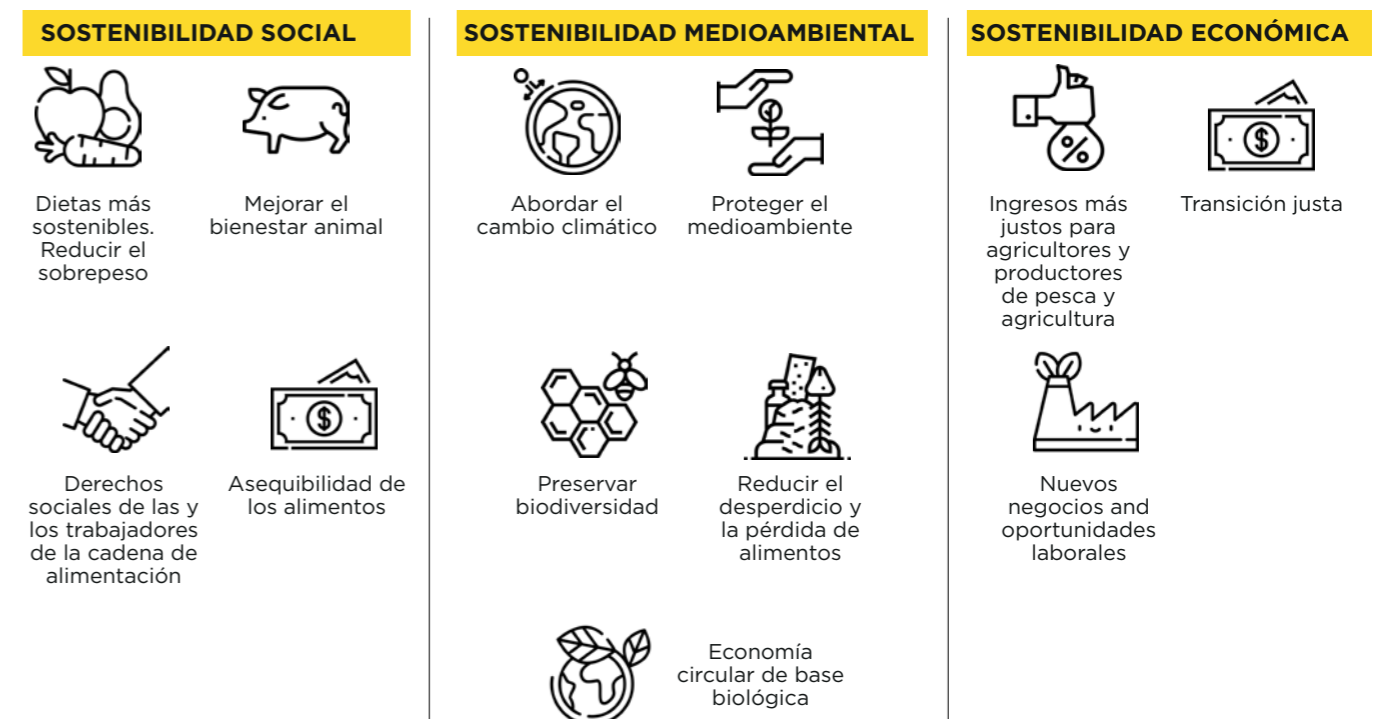 SOSTENIBILIDAD SOCIAL
Dietas más
sostenibles.
Reducir el
sobrepeso
Mejorar el
bienestar animal
Derechos
sociales de las y
los trabajadores
de la cadena de
alimentación
Asequibilidad de
los alimentos
SOSTENIBILIDAD MEDIOAMBIENTAL
Abordar el
cambio climático
Proteger el
medioambiente
Preservar
biodiversidad
Reducir el
desperdicio y
la pérdida de
alimentos
Economía
circular de base
biológica
SOSTENIBILIDAD ECONÓMICA
%
Ingresos más
justos para
agricultores y
productores
de pesca y
agricultura
$
Transición justa
Nuevos
negocios and
oportunidades
laborales